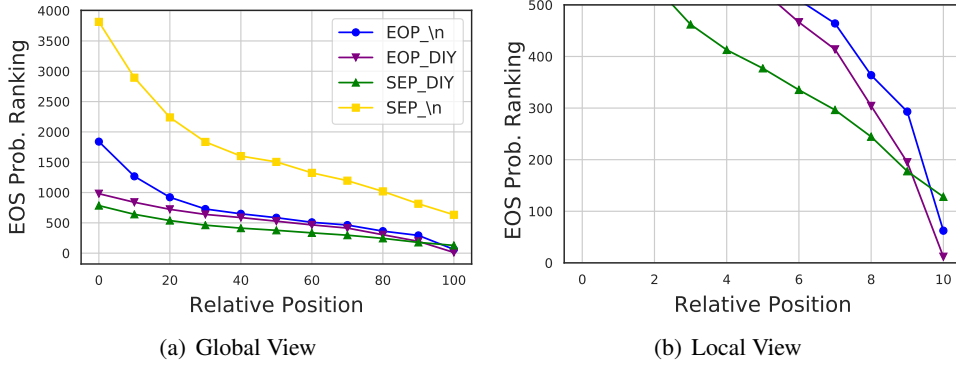 4000
3500
3000
2500
2000
1500
1000
500
0
EOS Prob. Ranking
EOP_\n
EOP_DIY
SEP_DIY
SEP_\n
0 20 40 60 80 100
Relative Position
(a) Global View
500
400
300
200
100
0
EOS Prob. Ranking
0 2 4 6 8 10
Relative Position
(b) Local View